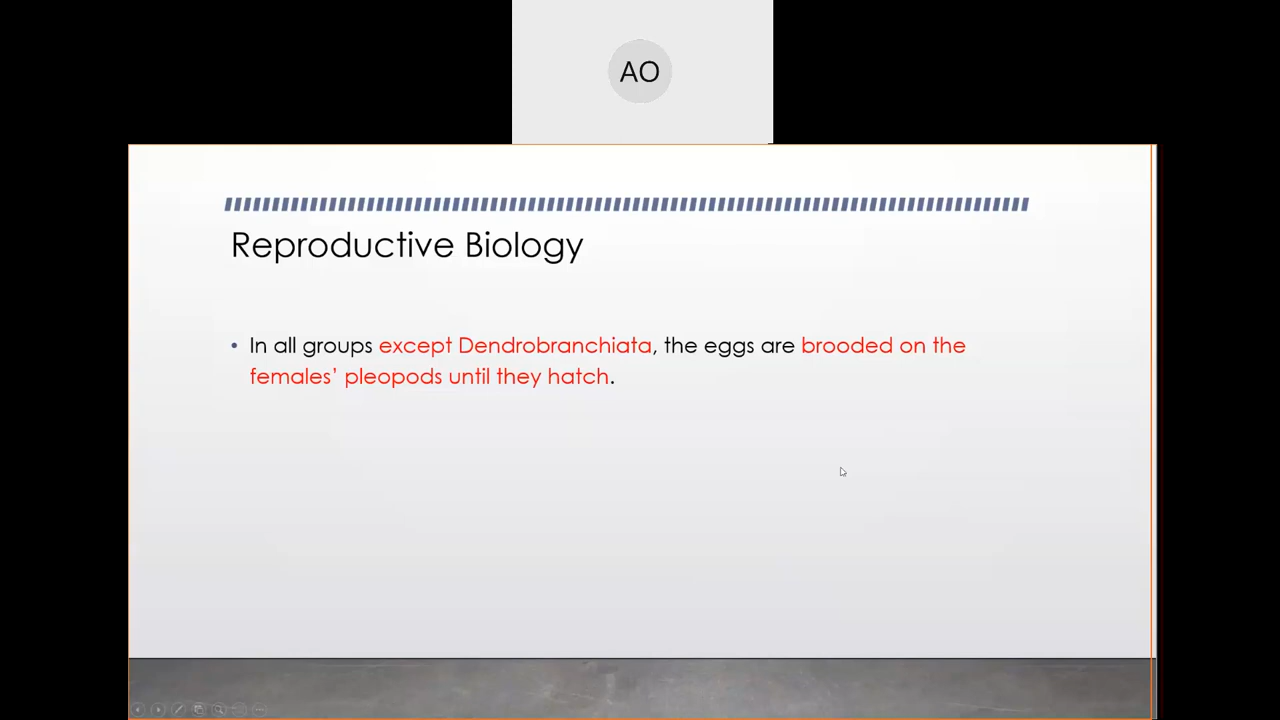 AO
Reproductive Biology
• In all groups except Dendrobranchiata, the eggs are brooded on the
females’ pleopods until they hatch.